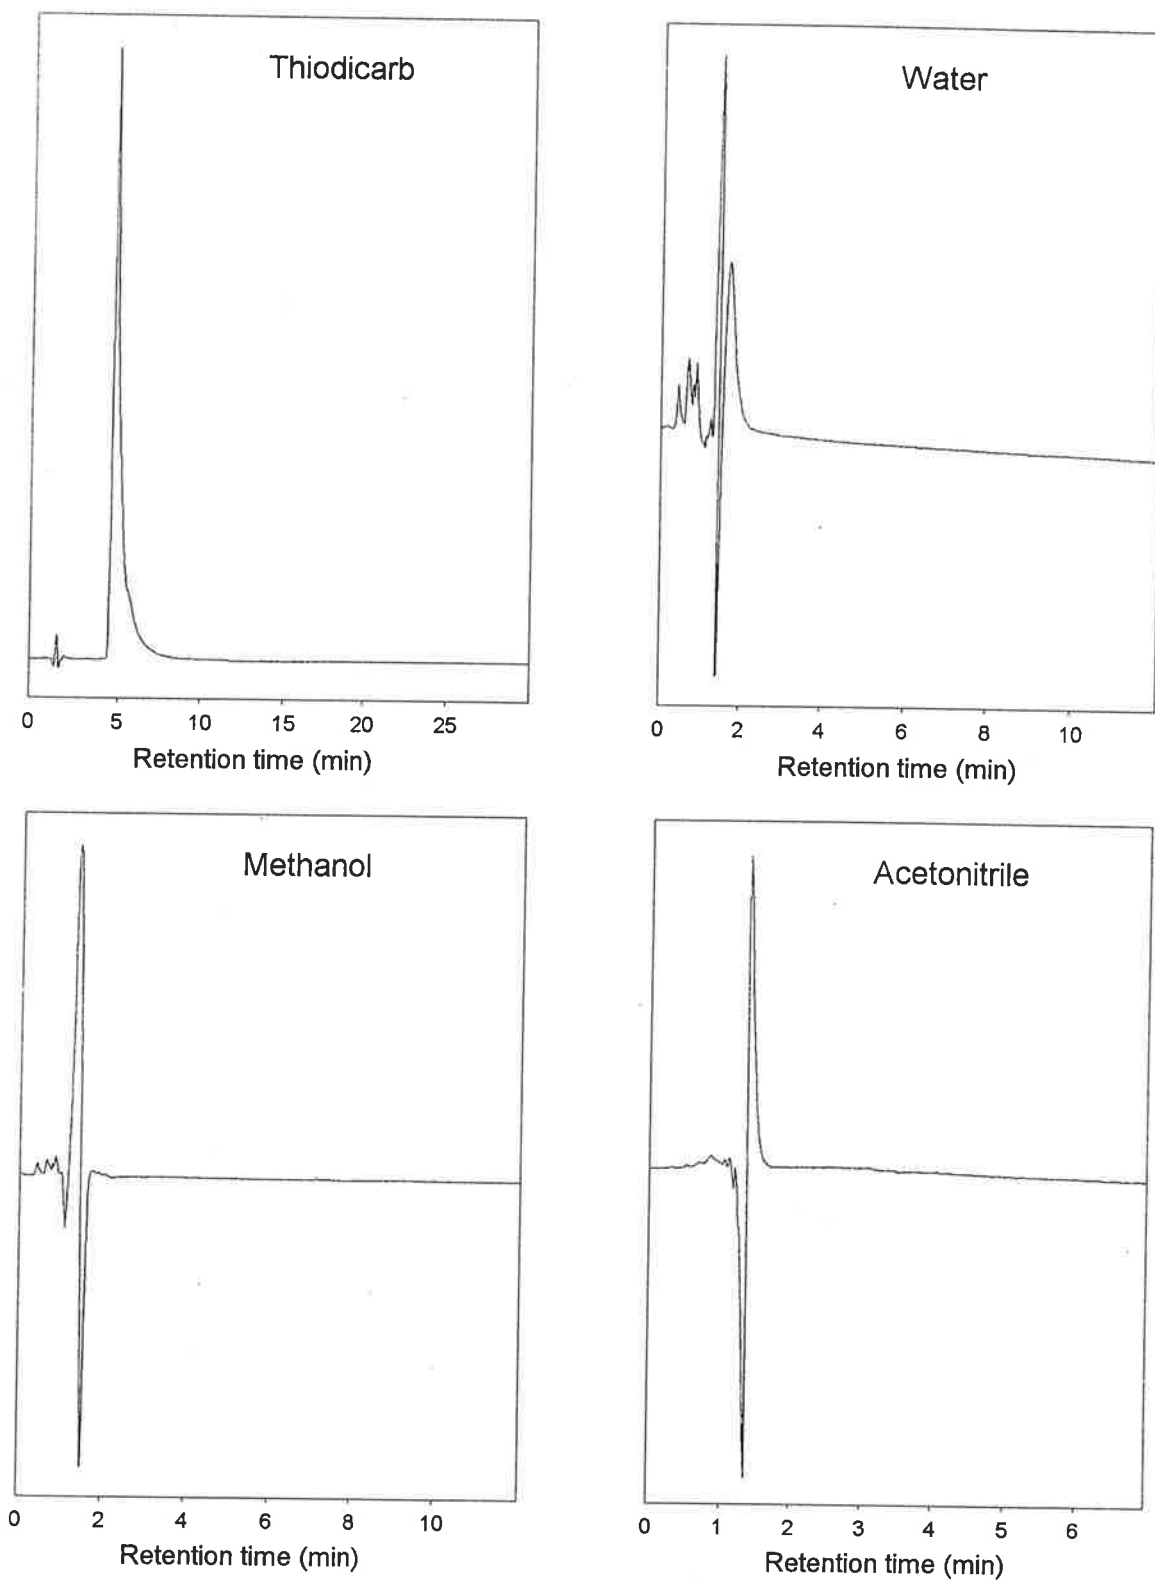 Thiodicarb
0 5 10 15 20 25
Retention time (min)
Water
0 2 4 6 8 10
Retention time (min)
Methanol
0 2 4 6 8 10
Retention time (min)
Acetonitrile
0 1 2 3 4 5 6
Retention time (min)